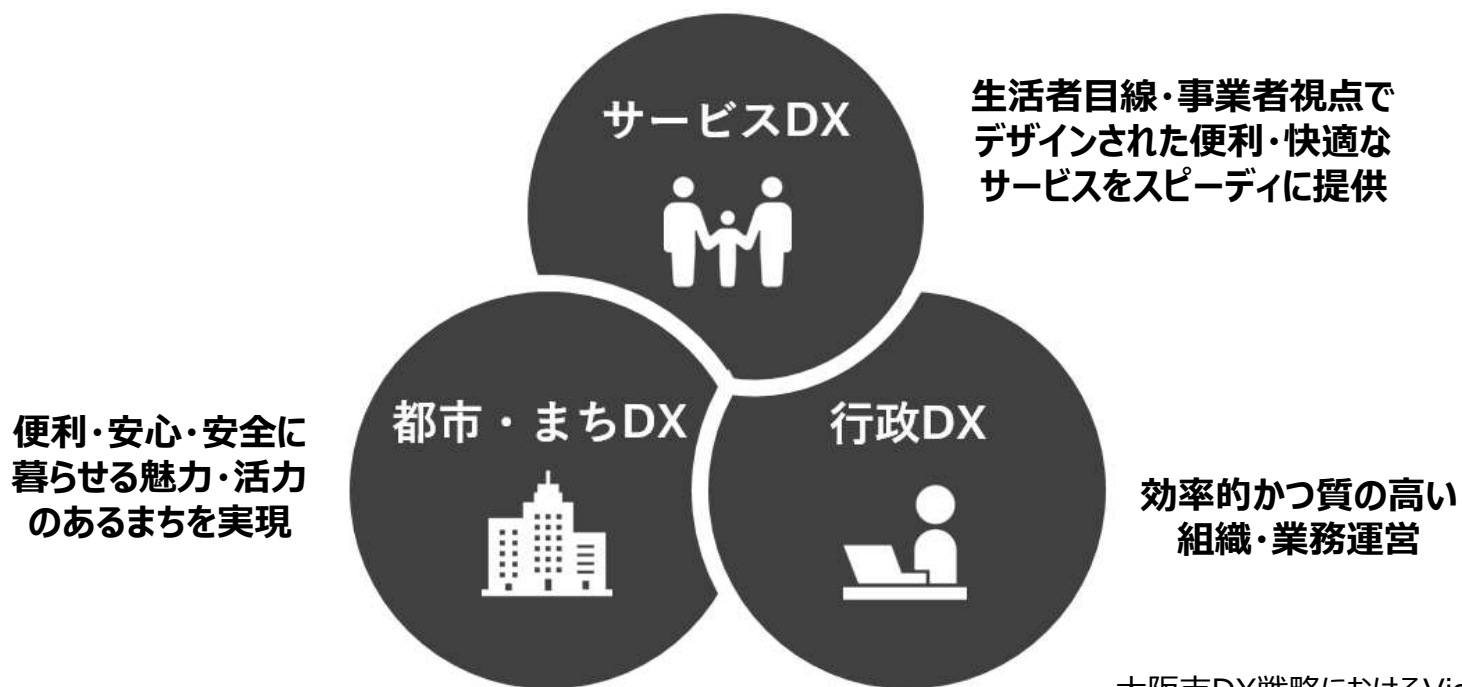 サービスDX
生活者目線・事業者視点で
デザインされた便利・快適な
サービスをスピーディに提供
都市・まちDX
便利・安心・安全に
暮らせる魅力・活力
のあるまちを実現
行政DX
効率的かつ質の高い
組織・業務運営